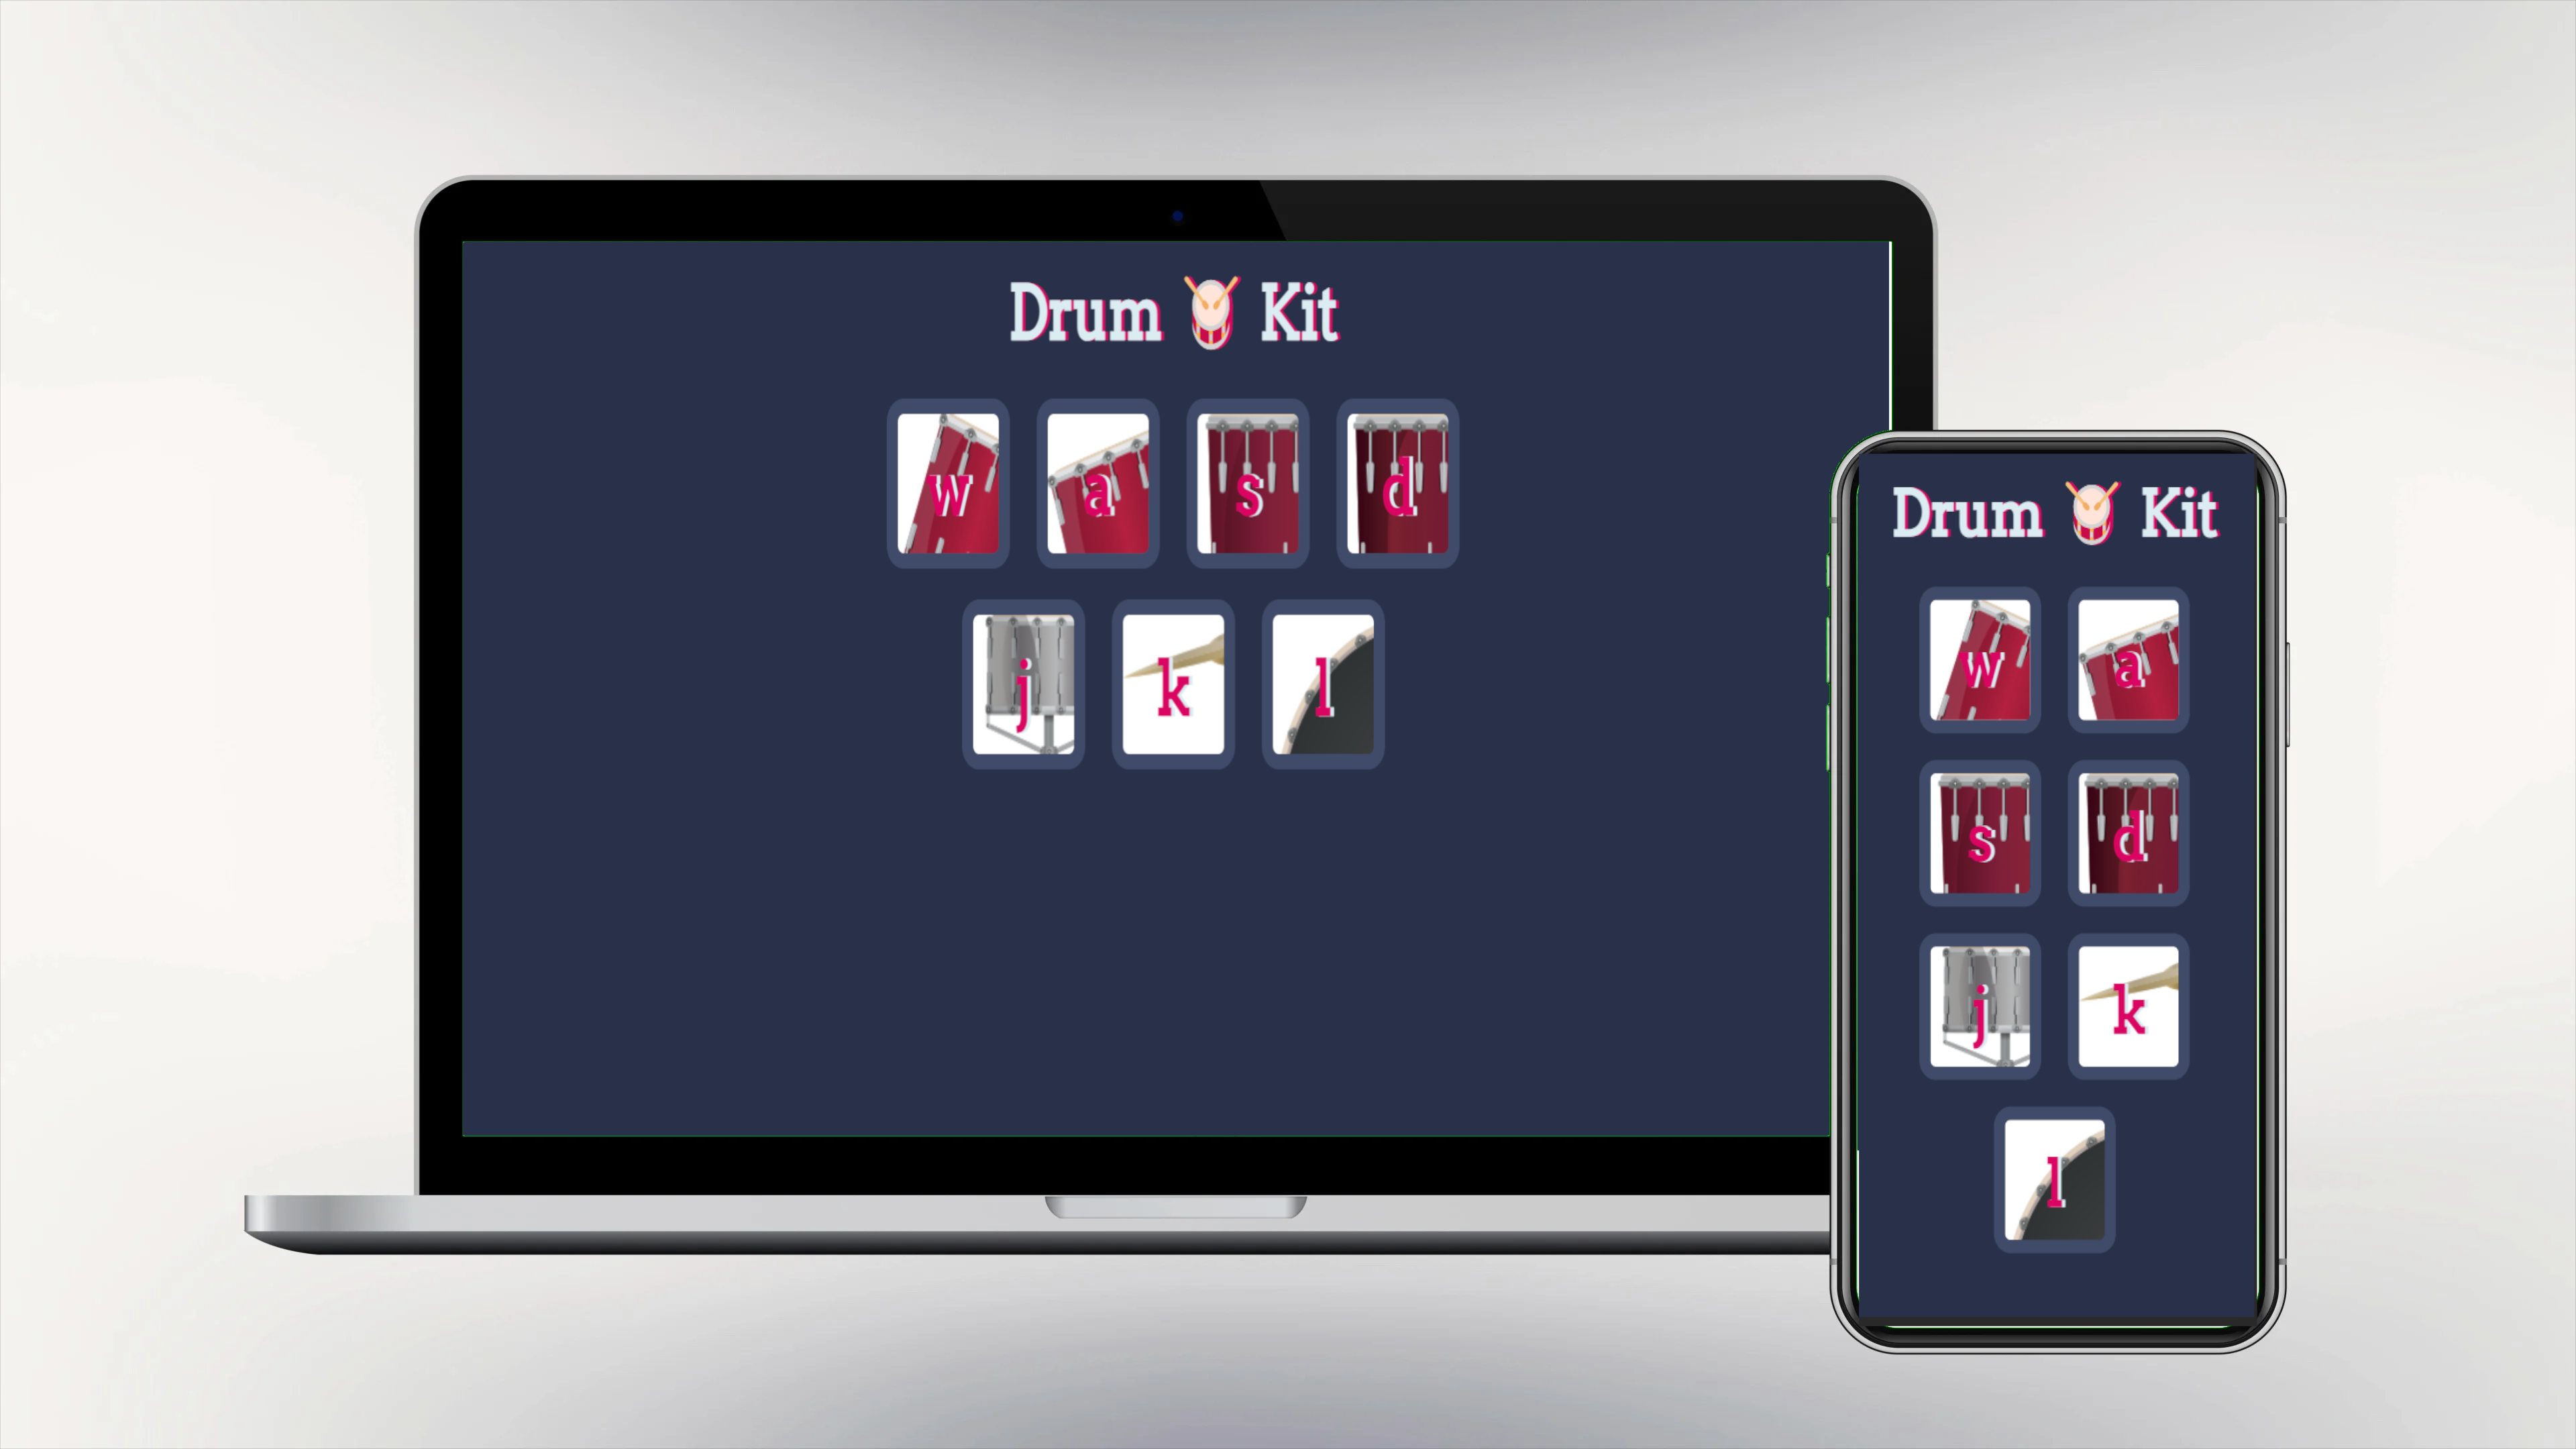 Drum Kit
w a s d
j k l
Drum Kit
w a
s d
j k
l